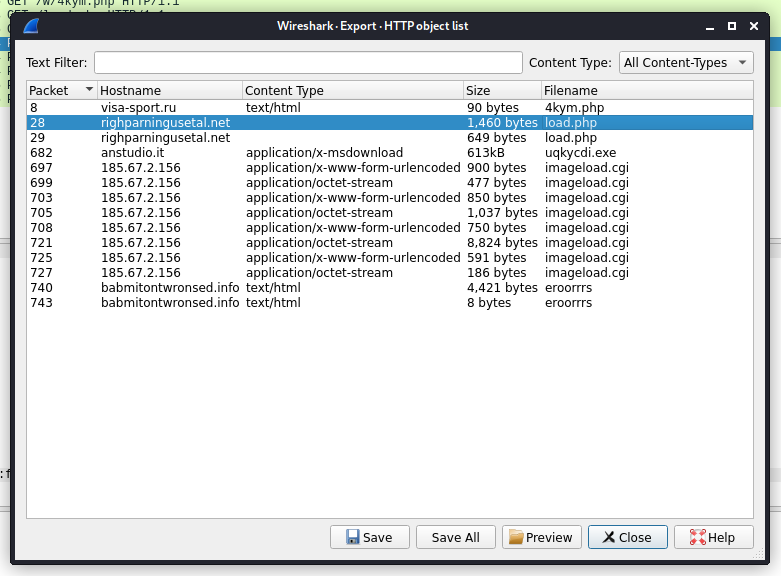 GET /w/4kym.php HTTP/1.1
Wireshark · Export · HTTP object list
Text Filter: Content Type: All Content-Types
Packet Hostname Content Type Size Filename
8 visa-sport.ru text/html 90 bytes 4kym.php
28 righparningusetal.net 1,460 bytes load.php
29 righparningusetal.net 649 bytes load.php
682 anstudio.it application/x-msdownload 613kB uqkycdi.exe
697 185.67.2.156 application/x-www-form-urlencoded 900 bytes imageload.cgi
699 185.67.2.156 application/octet-stream 477 bytes imageload.cgi
703 185.67.2.156 application/x-www-form-urlencoded 850 bytes imageload.cgi
705 185.67.2.156 application/octet-stream 1,037 bytes imageload.cgi
708 185.67.2.156 application/x-www-form-urlencoded 750 bytes imageload.cgi
721 185.67.2.156 application/octet-stream 8,824 bytes imageload.cgi
725 185.67.2.156 application/x-www-form-urlencoded 591 bytes imageload.cgi
727 185.67.2.156 application/octet-stream 186 bytes imageload.cgi
740 babmitontwronsed.info text/html 4,421 bytes eroorrrs
743 babmitontwronsed.info text/html 8 bytes eroorrrs
Save Save All Preview Close Help